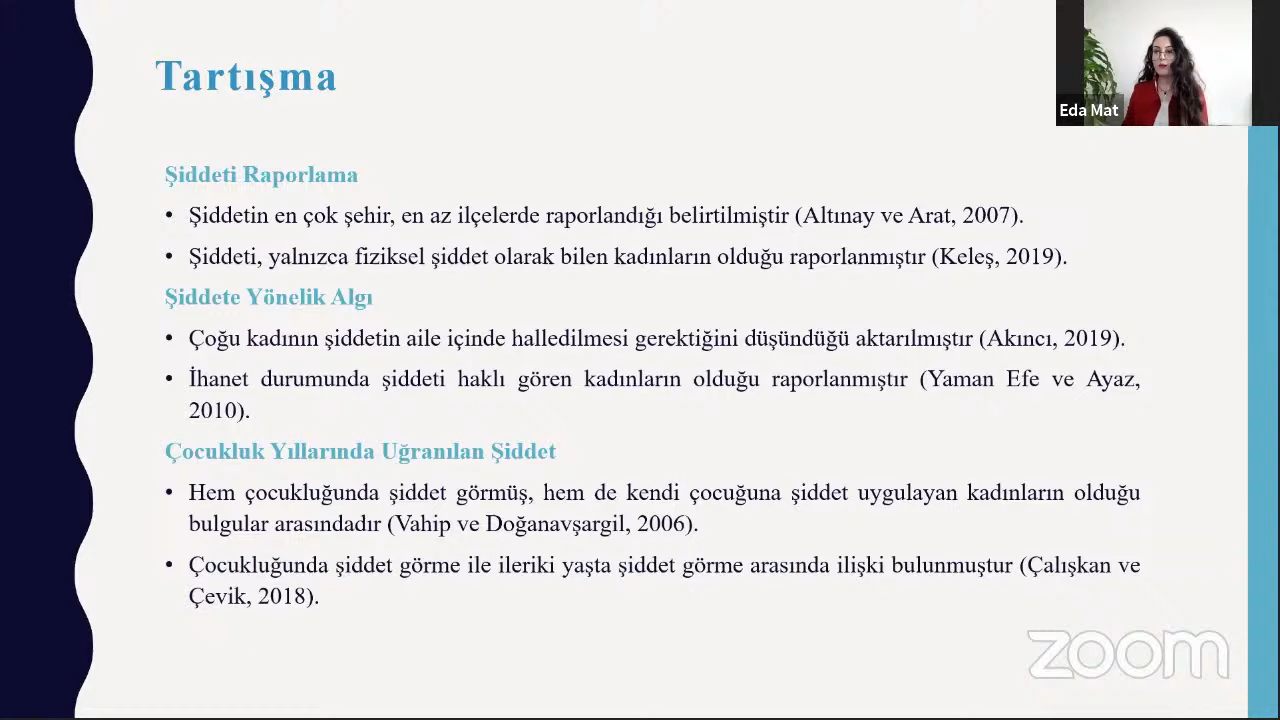 Tartışma
Eda Mat
Şiddeti Raporlama
• Şiddetin en çok şehir, en az ilçelerde raporlandığı belirtilmiştir (Altınay ve Arat, 2007).
• Şiddeti, yalnızca fiziksel şiddet olarak bilen kadınların olduğu raporlanmıştır (Keleş, 2019).
Şiddete Yönelik Algı
• Çoğu kadının şiddetin aile içinde halledilmesi gerektiğini düşündüğü aktarılmıştır (Akıncı, 2019).
• İhanet durumunda şiddeti haklı gören kadınların olduğu raporlanmıştır (Yaman Efe ve Ayaz,
2010).
Çocukluk Yıllarında Uğranılan Şiddet
• Hem çocukluğunda şiddet görmüş, hem de kendi çocuğuna şiddet uygulayan kadınların olduğu
bulgular arasındadır (Vahip ve Doğanavşargil, 2006).
• Çocukluğunda şiddet görme ile ileriki yaşta şiddet görme arasında ilişki bulunmuştur (Çalışkan ve
Çevik, 2018).
zoom